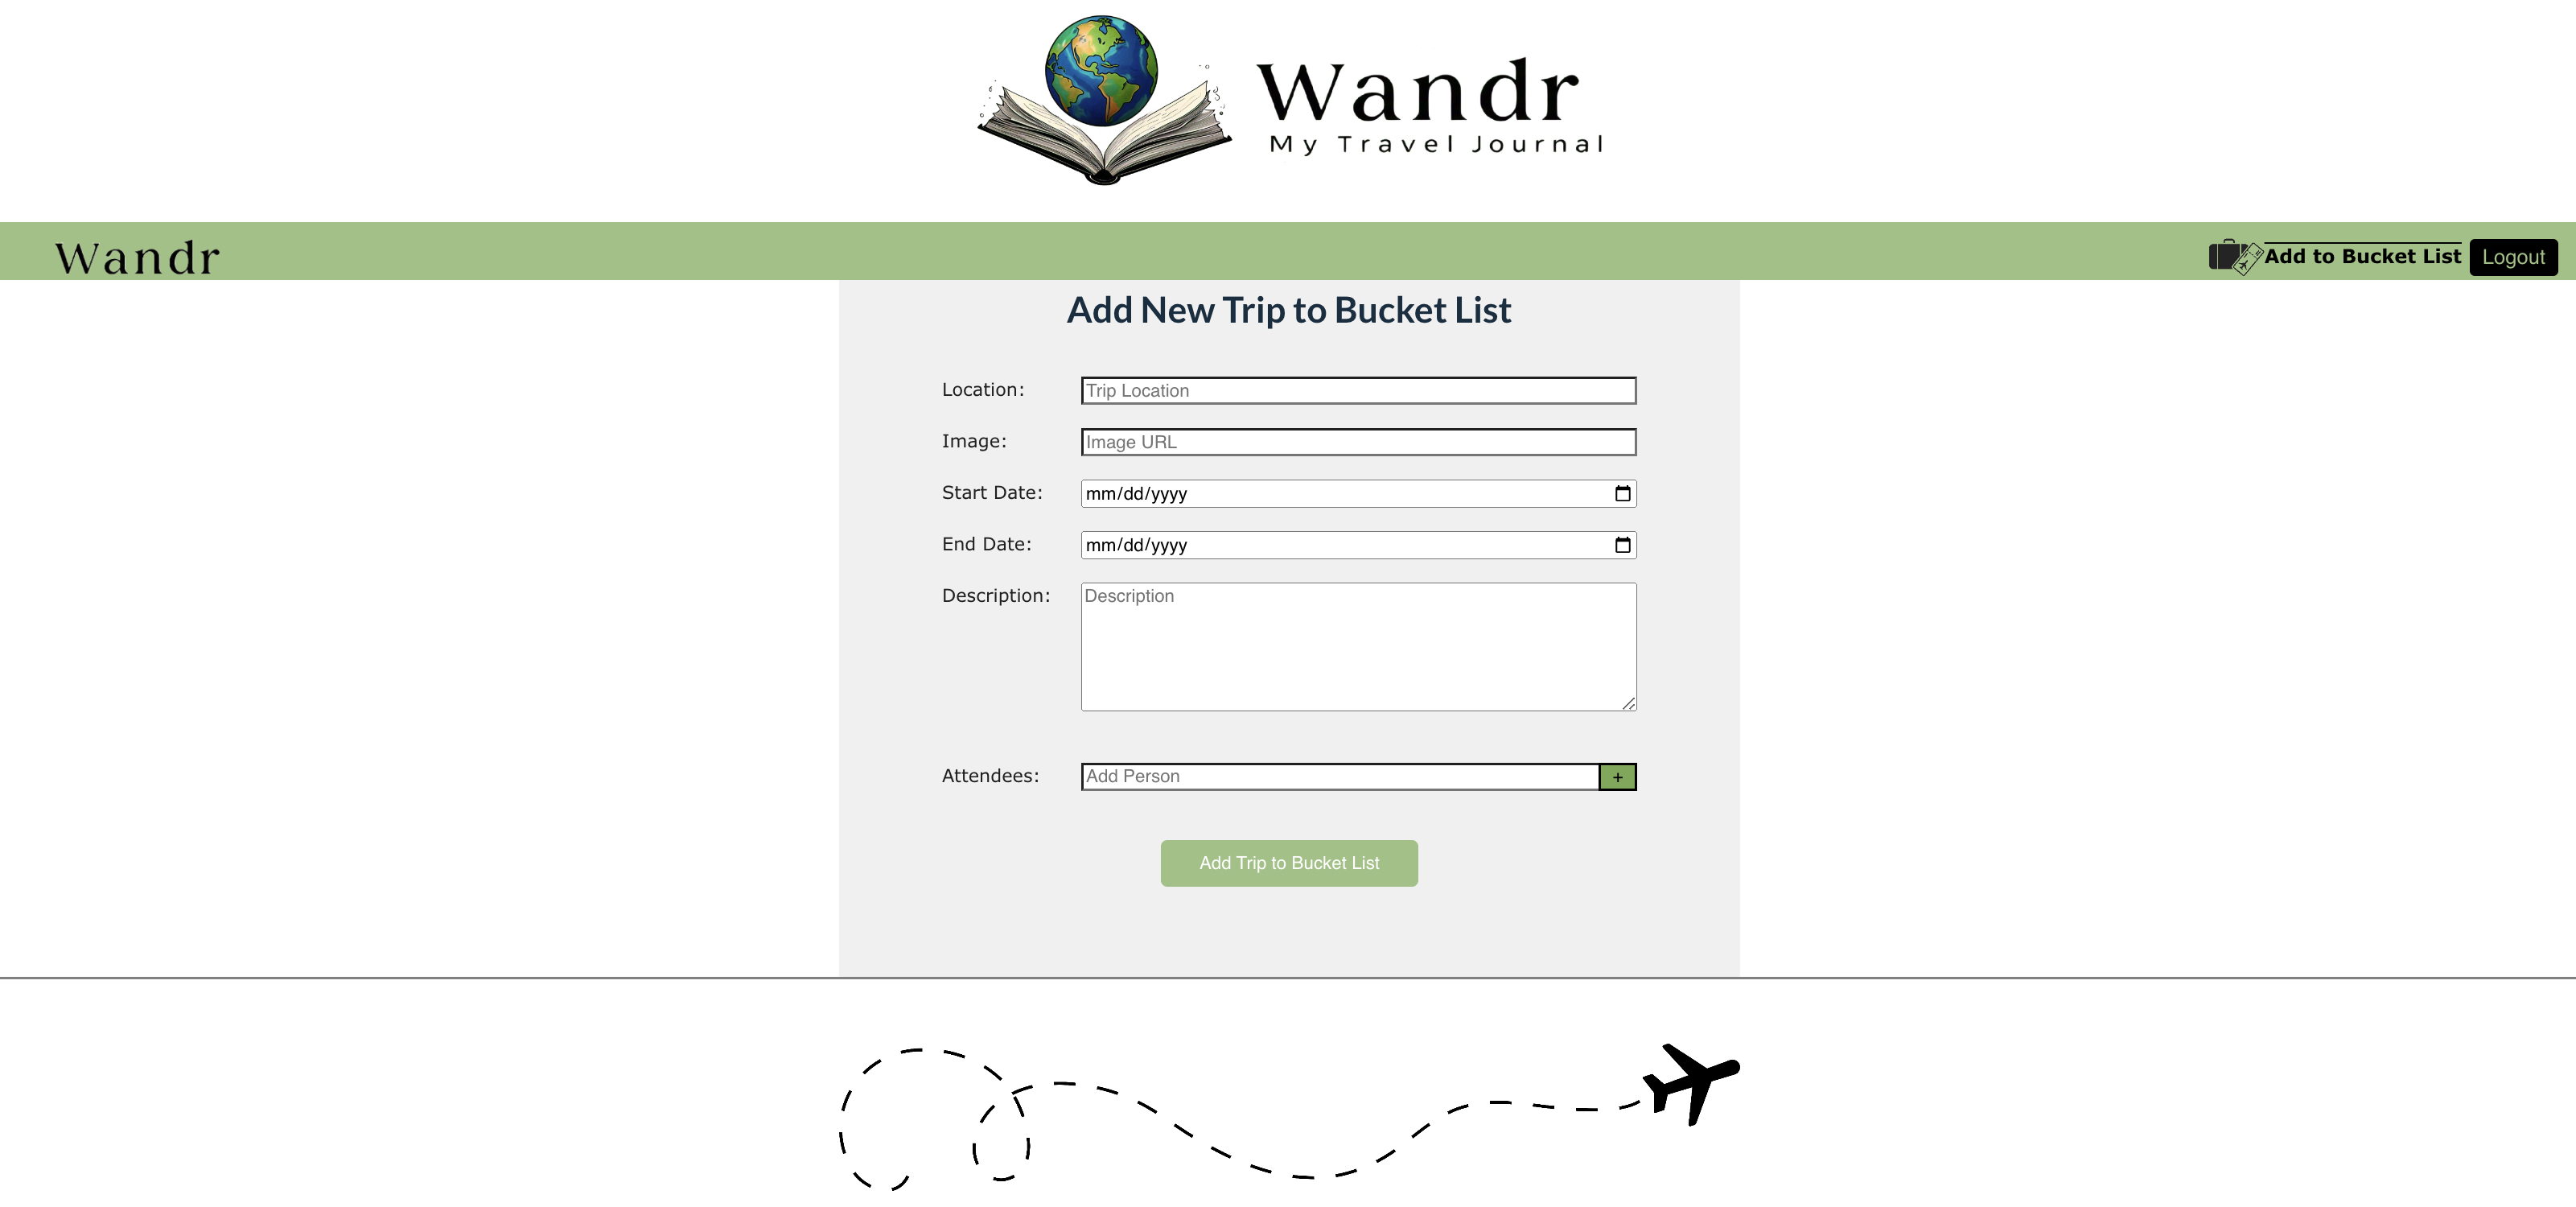 Wandr
My Travel Journal
Wandr
Add to Bucket List
Logout
Add New Trip to Bucket List
Location:
Trip Location
Image:
Image URL
Start Date:
mm/dd/yyyy
End Date:
mm/dd/yyyy
Description:
Description
Attendees:
Add Person
+
Add Trip to Bucket List